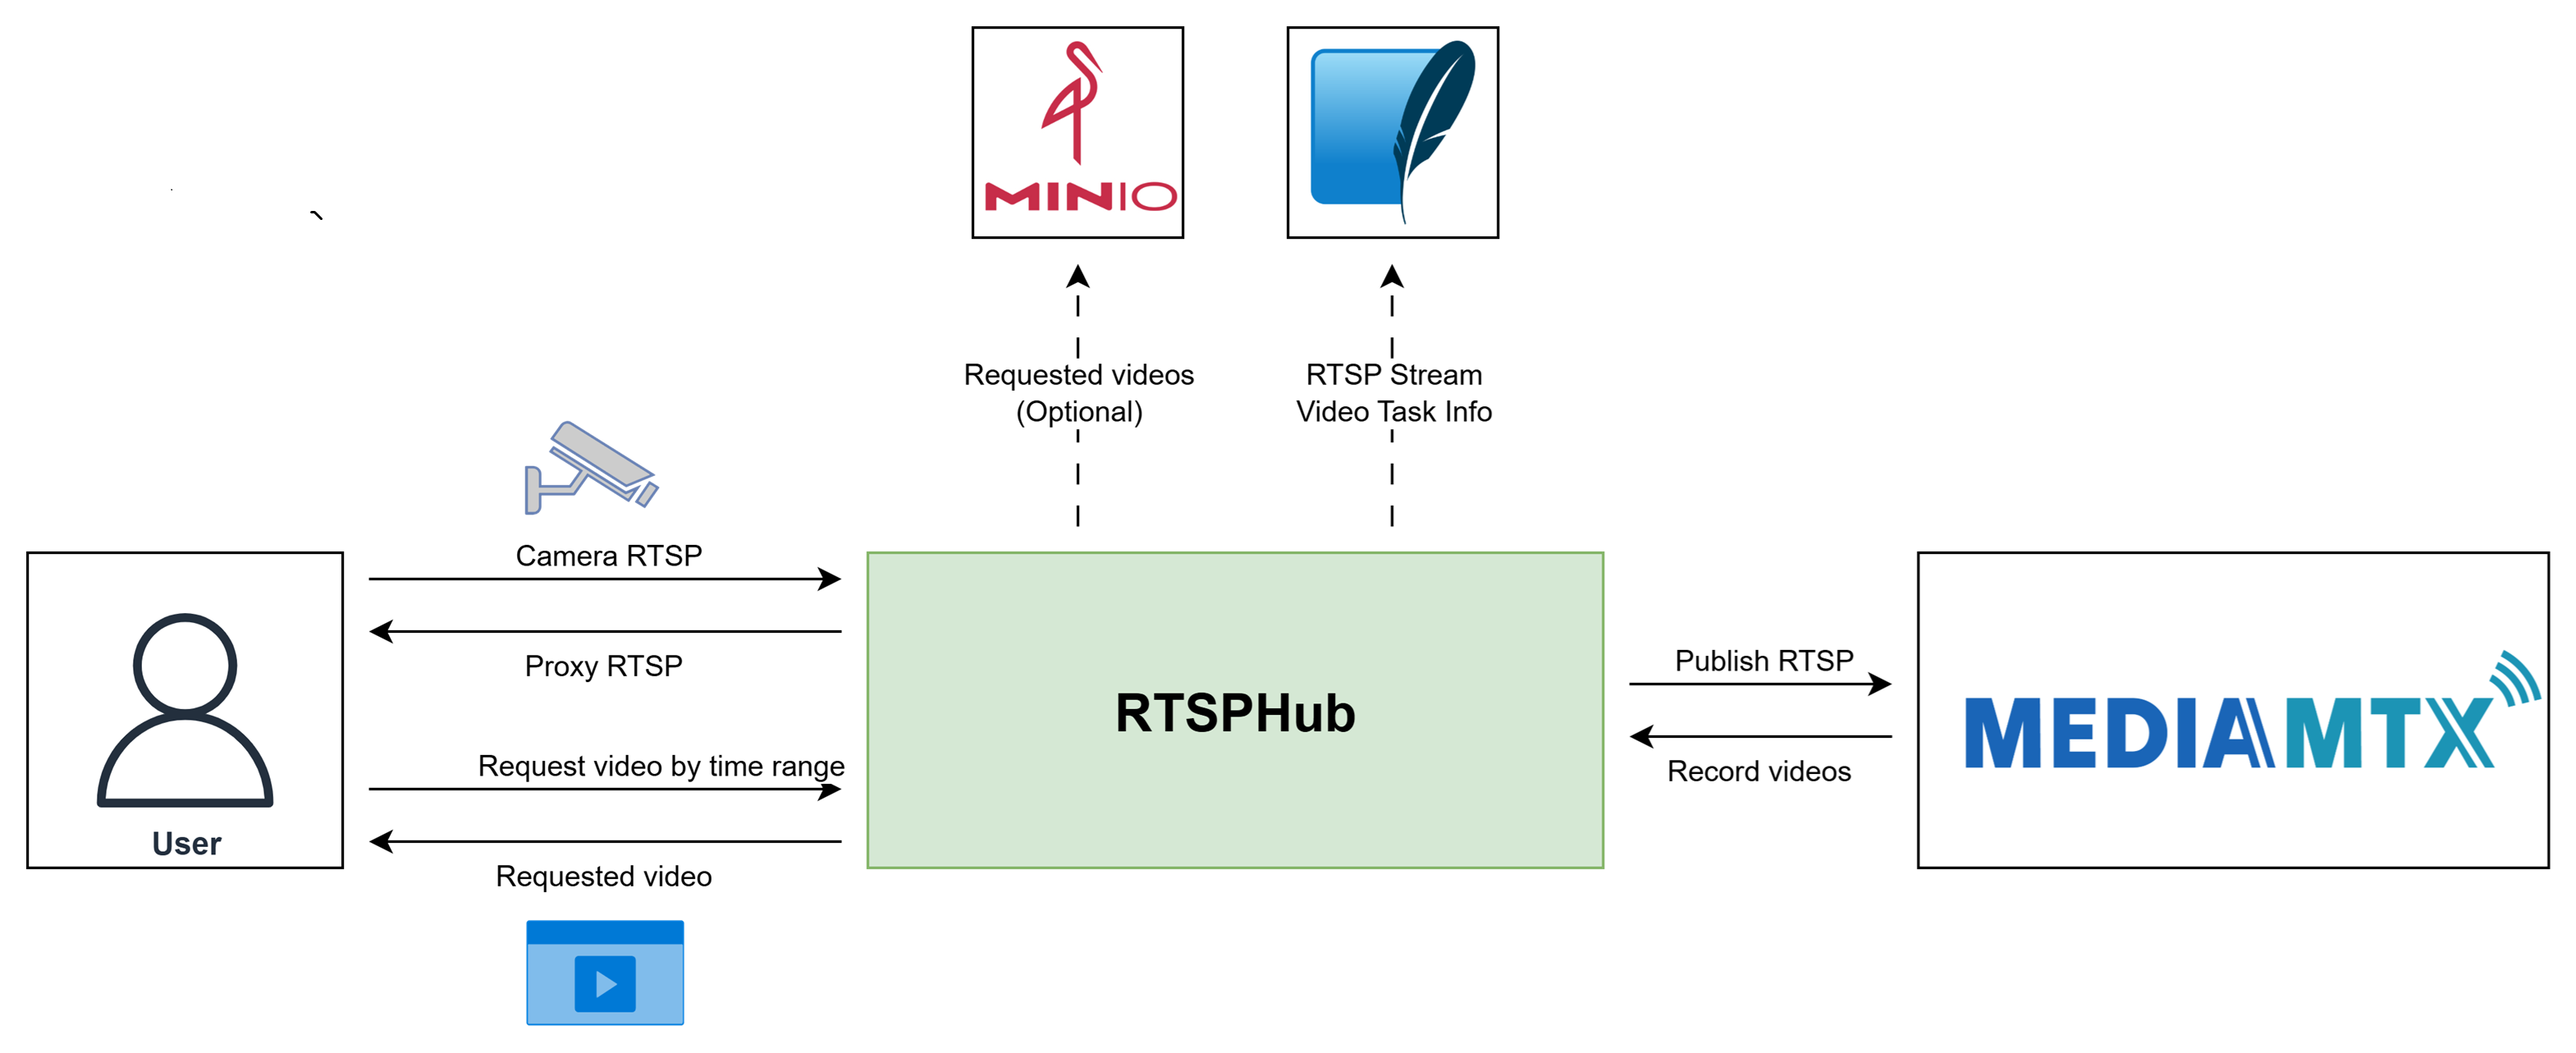 MINIO
Requested videos
(Optional)
RTSP Stream
Video Task Info
Camera RTSP
Proxy RTSP
Request video by time range
Requested video
User
RTSPHub
Publish RTSP
Record videos
MEDIAMTX